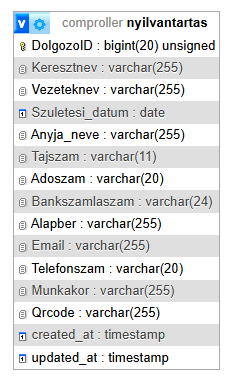 v comproller nyilvantartas
DolgozoID : bigint(20) unsigned
Keresztnev : varchar(255)
Vezeteknev : varchar(255)
Szuletesi_datum : date
Anyja_neve : varchar(255)
Tajszam : varchar(11)
Adoszam : varchar(20)
Bankszamlaszam : varchar(24)
Alapber : varchar(255)
Email : varchar(255)
Telefonszam : varchar(20)
Munkakor : varchar(255)
Qrcode : varchar(255)
created_at : timestamp
updated_at : timestamp